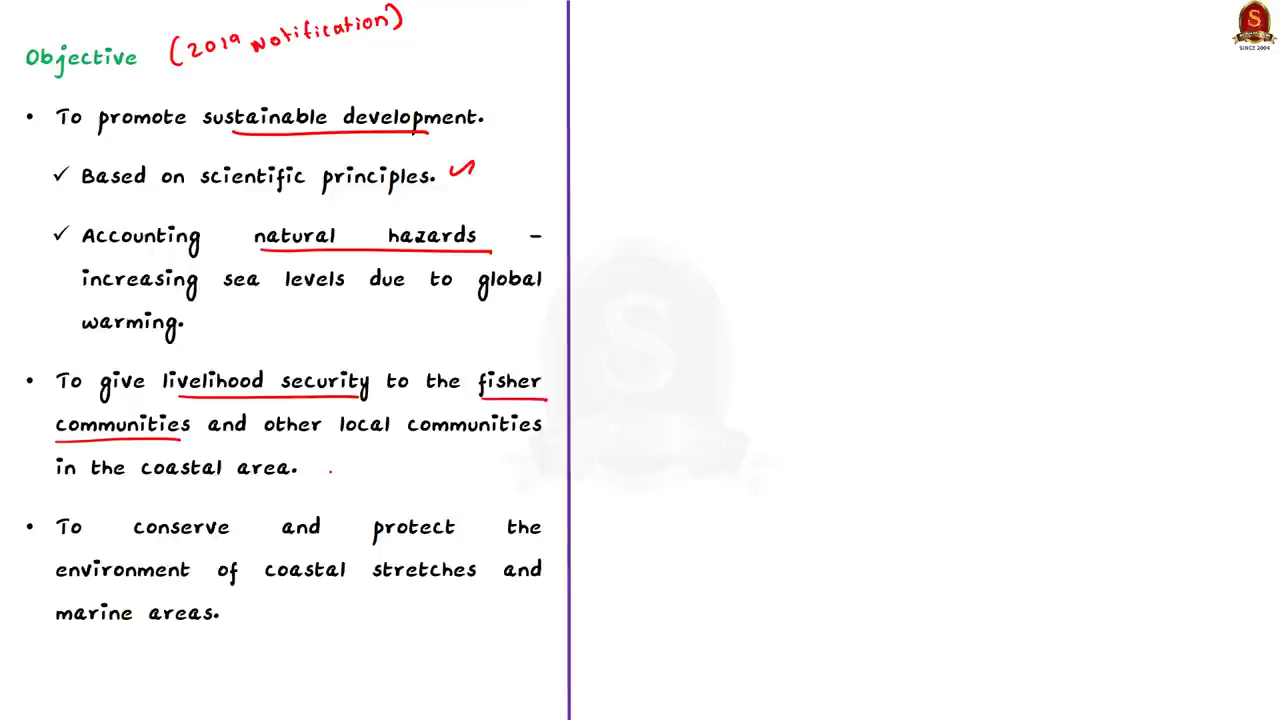 Objective (2019 Notification)
• To promote sustainable development.
✓ Based on scientific principles.
✓ Accounting natural hazards –
increasing sea levels due to global
warming.
• To give livelihood security to the fisher
communities and other local communities
in the coastal area.
• To conserve and protect the
environment of coastal stretches and
marine areas.
S
SINCE 2004
S